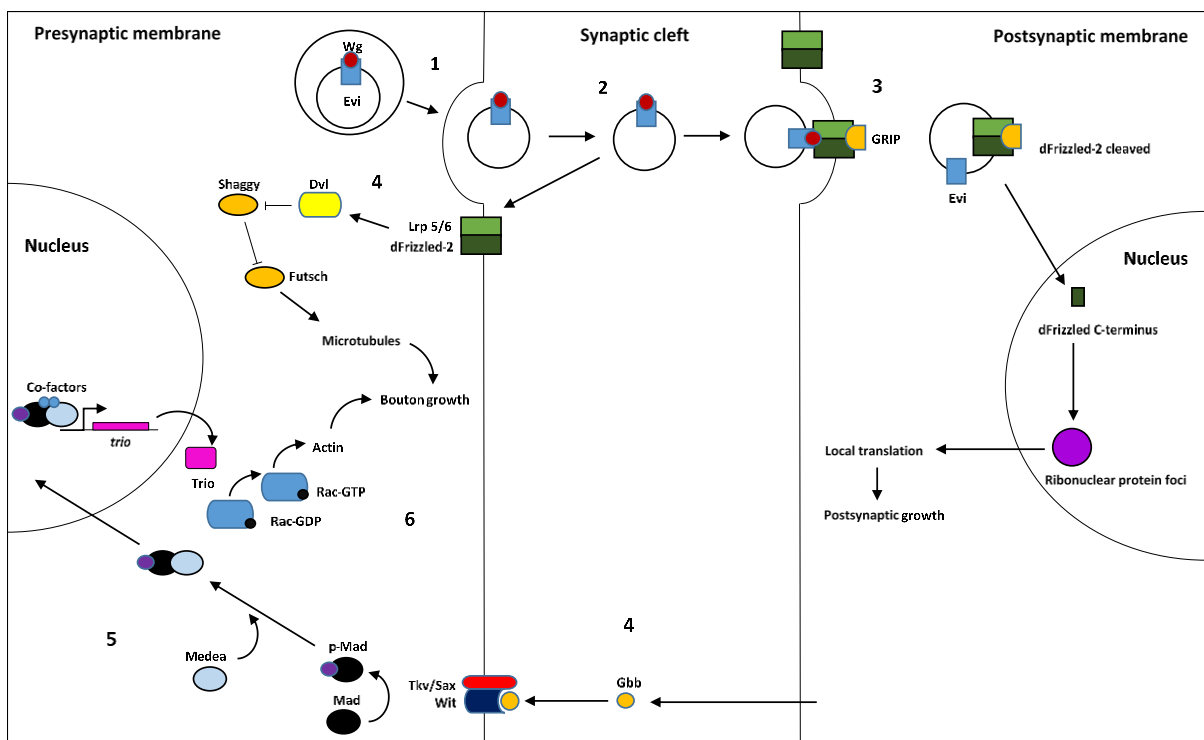 Presynaptic membrane
Synaptic cleft
Postsynaptic membrane
Wg
Evi
1
2
3
GRIP
dFrizzled-2 cleaved
Evi
4
Shaggy
Dvl
Lrp 5/6
dFrizzled-2
Nucleus
Nucleus
Futsch
dFrizzled C-terminus
Microtubules
Co-factors
Bouton growth
trio
Actin
Local translation
Trio
Rac-GTP
Ribonuclear protein foci
Rac-GDP
6
Postsynaptic growth
5
4
Medea
p-Mad
Tkv/Sax
Gbb
Wit
Mad